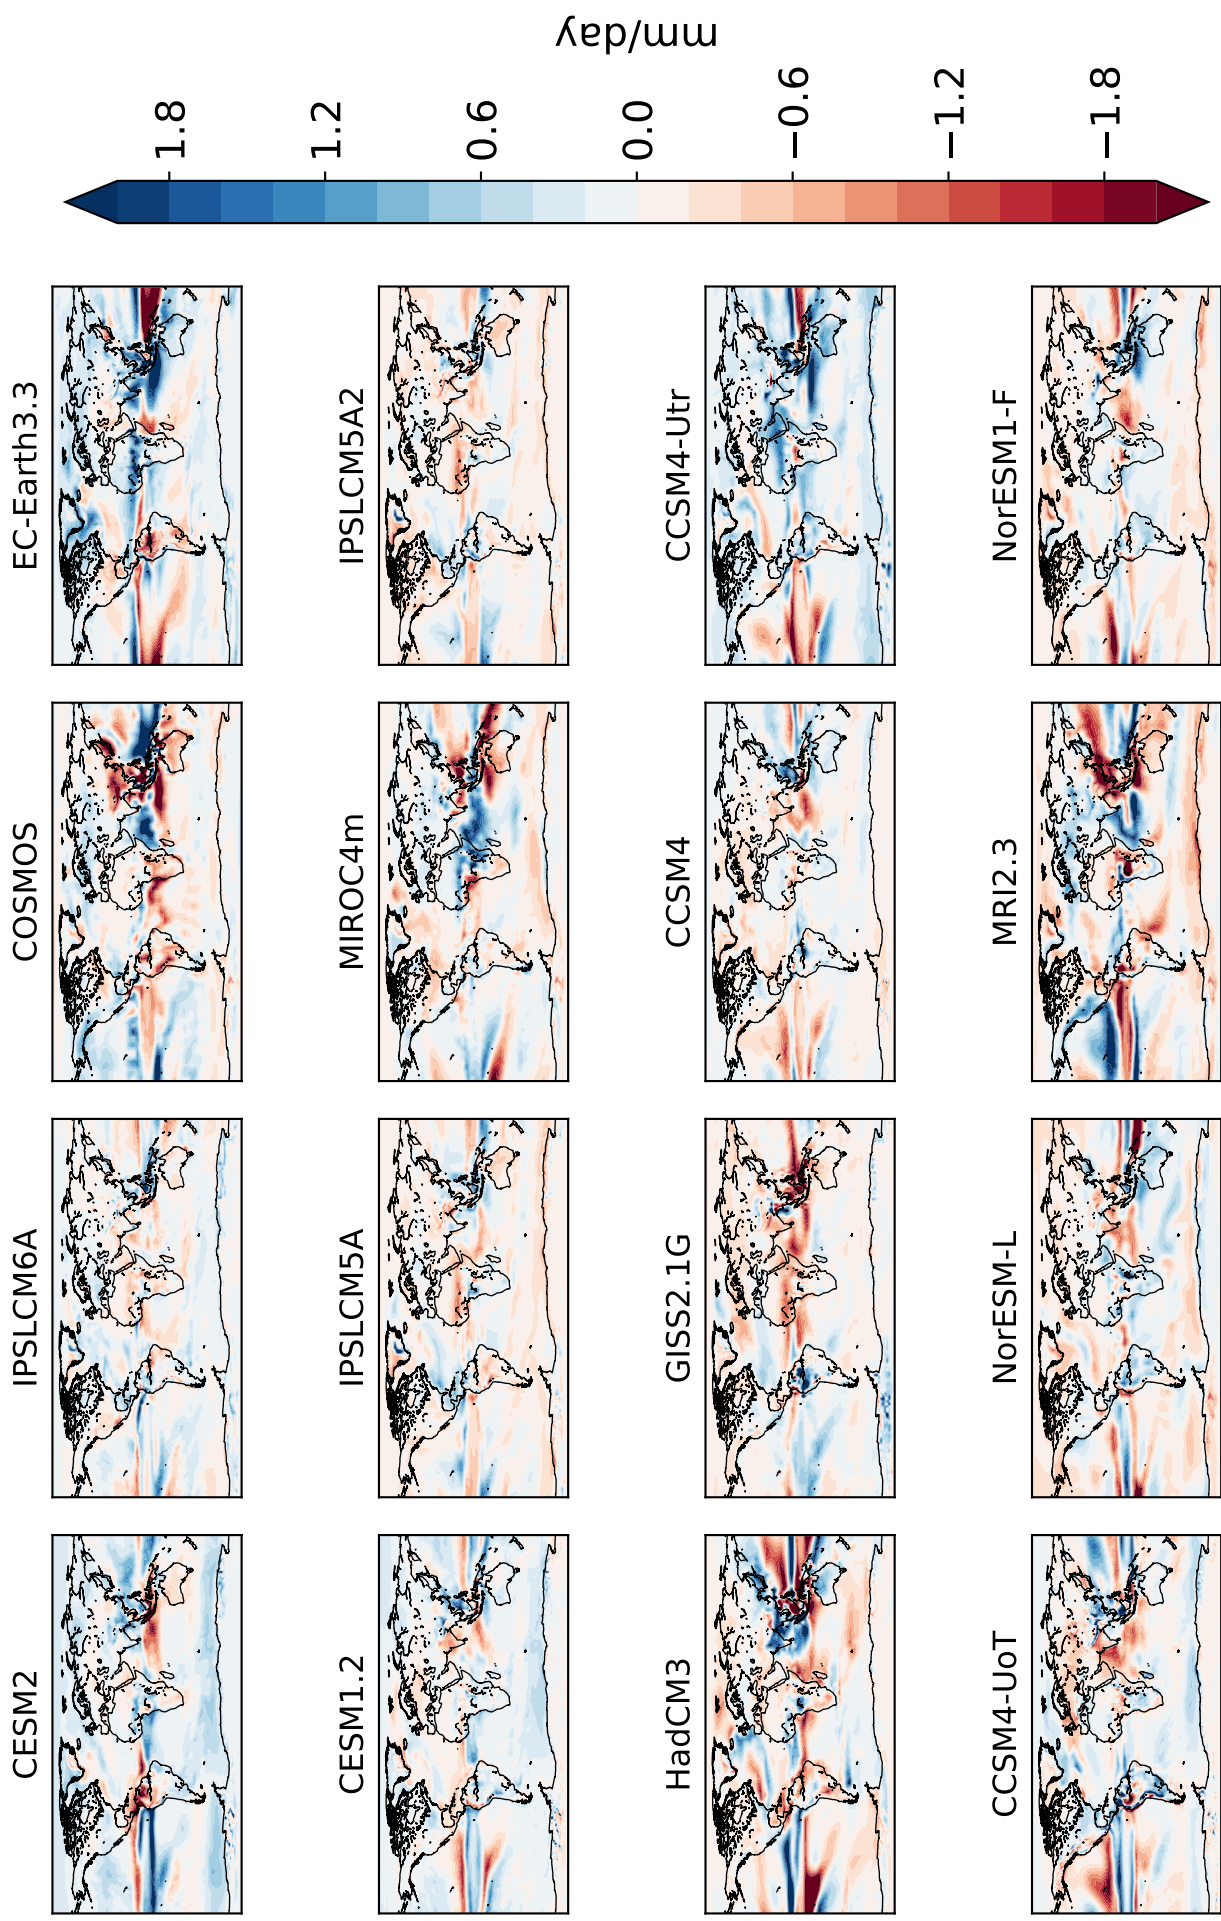 CESM2
IPSLCM6A
COSMOS
EC-Earth3.3
CESM1.2
IPSLCM5A
MIROC4m
IPSLCM5A2
HadCM3
GISS2.1G
CCSM4
CCSM4-Utr
CCSM4-UoT
NorESM-L
MRI2.3
NorESM1-F
1.8
1.2
0.6
0.0
−0.6
−1.2
−1.8
mm/day